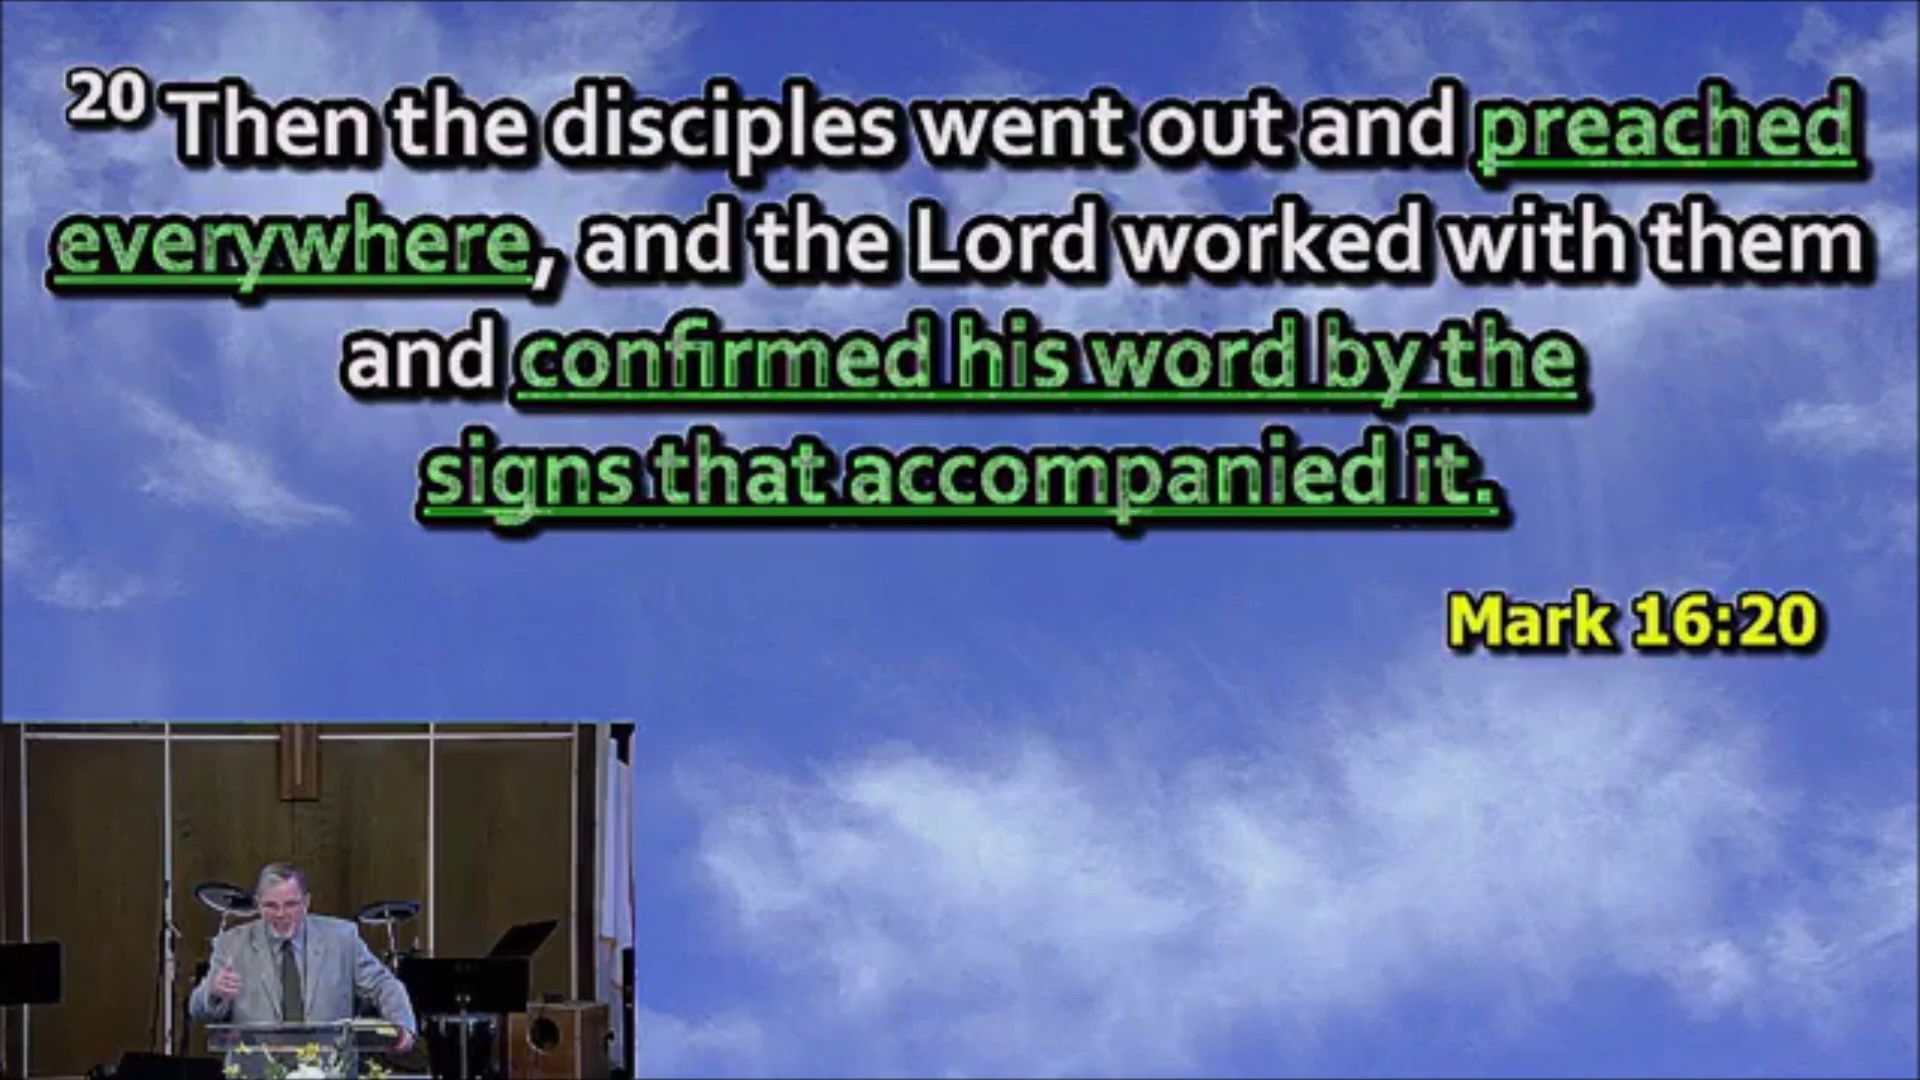 20 Then the disciples went out and preached
everywhere, and the Lord worked with them
and confirmed his word by the
signs that accompanied it.
Mark 16:20